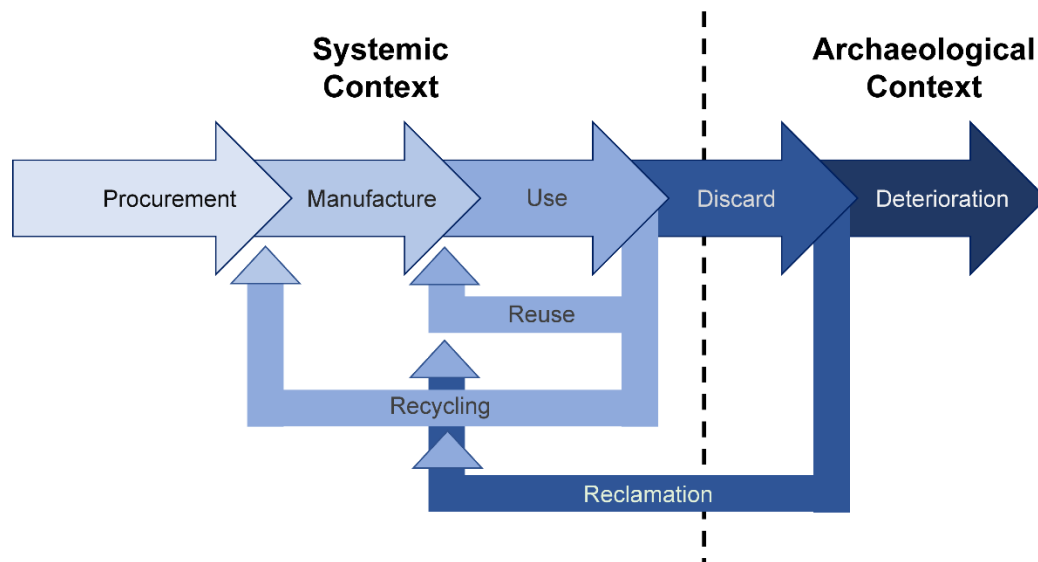 Systemic
Context
Archaeological
Context
Procurement
Manufacture
Use
Discard
Deterioration
Reuse
Recycling
Reclamation